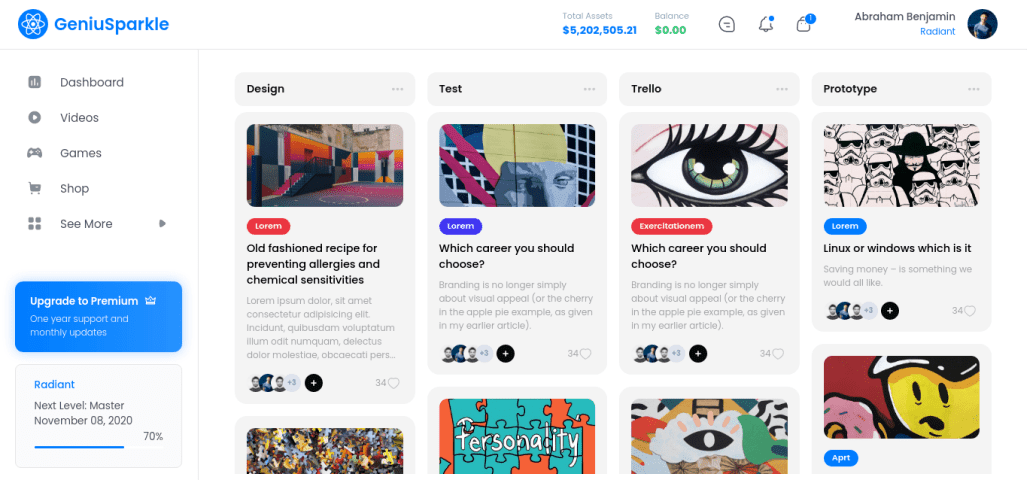 GeniuSparkle
Total Assets
$5,202,505.21
Balance
$0.00
1
Abraham Benjamin
Radiant
Dashboard
Videos
Games
Shop
See More
Upgrade to Premium
One year support and
monthly updates
Radiant
Next Level: Master
November 08, 2020
70%
Design
Lorem
Old fashioned recipe for
preventing allergies and
chemical sensitivities
Lorem ipsum dolor, sit amet
consectetur adipisicing elit.
Incidunt, quibusdam voluptatum
illum odit numquam, delectus
dolor molestiae, obcaecati pers...
+3
34
Test
Lorem
Which career you should
choose?
Branding is no longer simply
about visual appeal (or the cherry
in the apple pie example, as given
in my earlier article).
+3
34
Personality
Trello
Exercitationem
Which career you should
choose?
Branding is no longer simply
about visual appeal (or the cherry
in the apple pie example, as given
in my earlier article).
+3
34
Prototype
Lorem
Linux or windows which is it
Saving money – is something we
would all like.
+3
34
Aprt